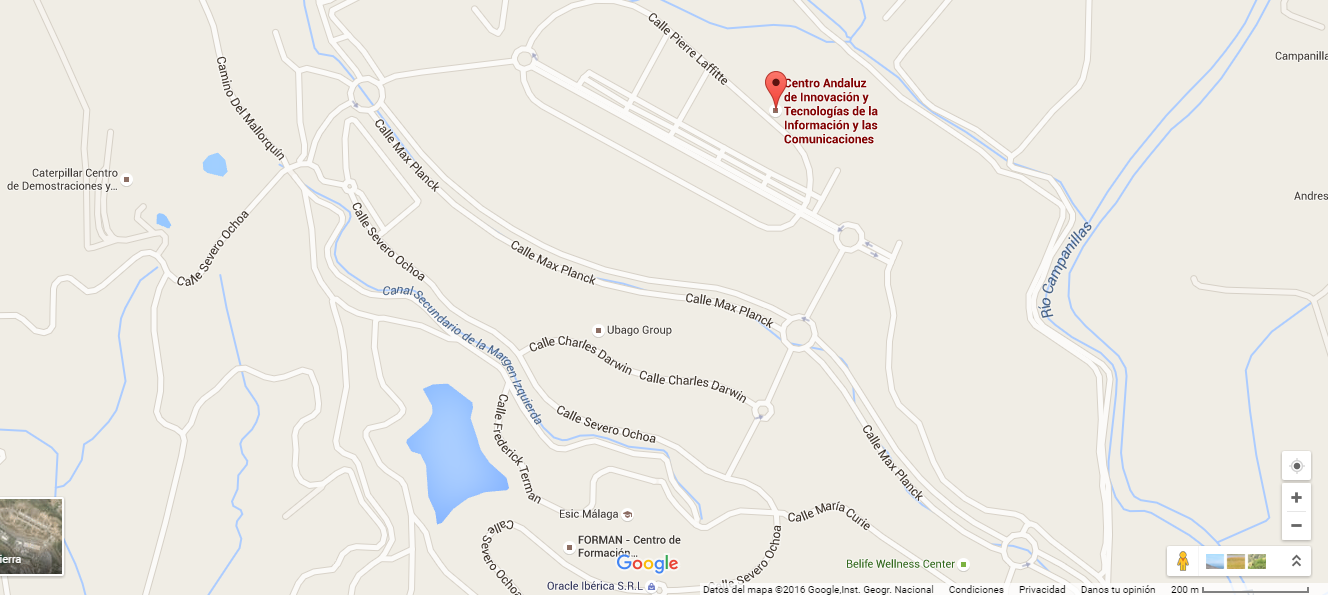 Calle Pierre Laffitte
Campanilla
Centro Andaluz
de Innovación y
Tecnologías de la
Información y las
Comunicaciones
Camino Del Mallorquín
Calle Max Planck
Caterpillar Centro
de Demostraciones y...
Andres
Calle Severo Ochoa
Calle Severo Ochoa
Calle Max Planck
Río Campanillas
Canal Secundario de la Margen Izquierda
Calle Max Planck
Ubago Group
Calle Charles Darwin
Calle Charles Darwin
Calle Frederick Terman
Calle Severo Ochoa
Calle Max Planck
Esic Málaga
Calle María Curie
Calle
Severo Ochoa
FORMAN - Centro de
Formación...
Google
Belife Wellness Center
ierra
Oracle Ibérica S.R.L
Calle Severo Ochoa
Datos del mapa ©2016 Google,Inst. Geogr. Nacional Condiciones Privacidad Danos tu opinión 200 m